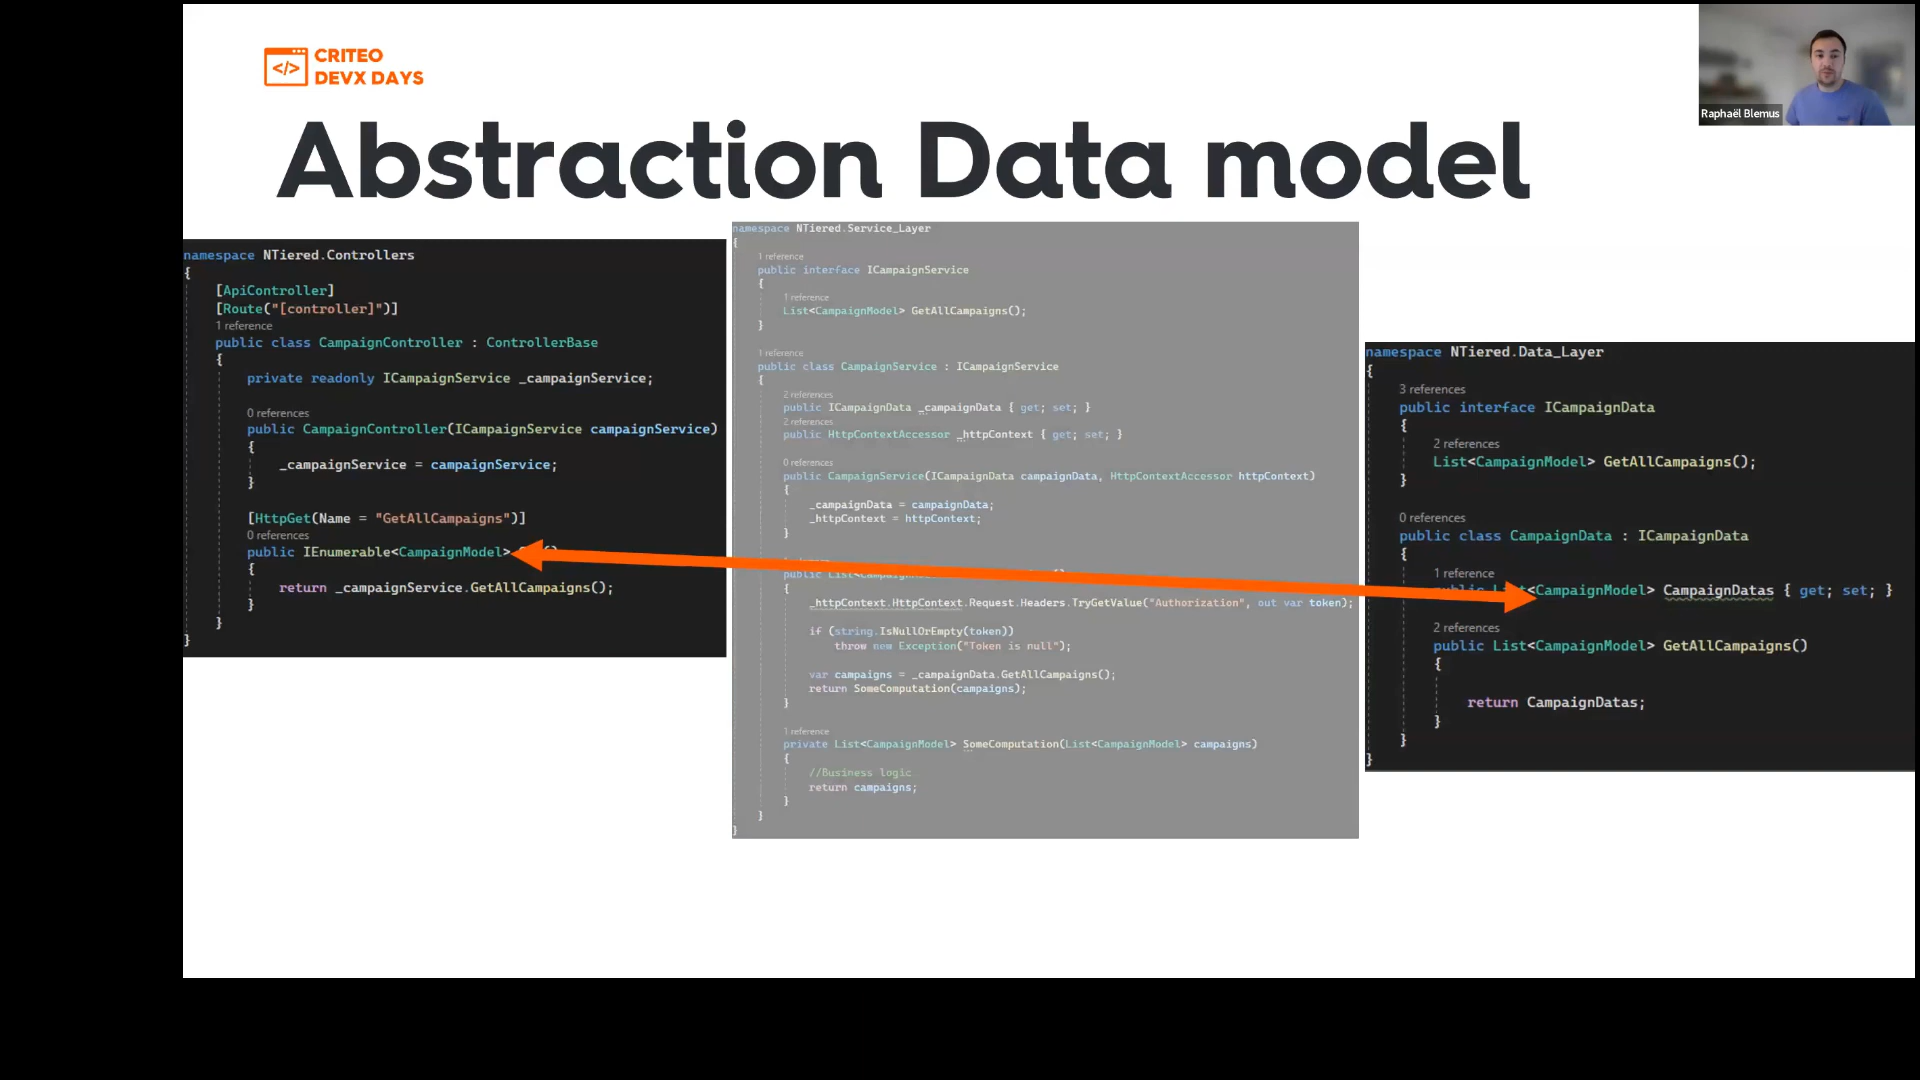 CRITEO
DEVX DAYS
Raphaël Blemus
Abstraction Data model
namespace NTiered.Controllers
{
[ApiController]
[Route("[controller]")]
1 reference
public class CampaignController : ControllerBase
{
private readonly ICampaignService _campaignService;
0 references
public CampaignController(ICampaignService campaignService)
{
_campaignService = campaignService;
}
[HttpGet(Name = "GetAllCampaigns")]
0 references
public IEnumerable<CampaignModel>
{
return _campaignService.GetAllCampaigns();
}
}
}
namespace NTiered.Service_Layer
{
1 reference
public interface ICampaignService
{
1 reference
List<CampaignModel> GetAllCampaigns();
}
1 reference
public class CampaignService : ICampaignService
{
2 references
public ICampaignData _campaignData { get; set; }
2 references
public HttpContextAccessor _httpContext { get; set; }
0 references
public CampaignService(ICampaignData campaignData, HttpContextAccessor httpContext)
{
_campaignData = campaignData;
_httpContext = httpContext;
}
public
{
_httpContext.HttpContext.Request.Headers.TryGetValue("Authorization", out var token);
if (string.IsNullOrEmpty(token))
throw new Exception("Token is null");
var campaigns = _campaignData.GetAllCampaigns();
return SomeComputation(campaigns);
}
1 reference
private List<CampaignModel> SomeComputation(List<CampaignModel> campaigns)
{
//Business logic
return campaigns;
}
}
}
namespace NTiered.Data_Layer
{
3 references
public interface ICampaignData
{
2 references
List<CampaignModel> GetAllCampaigns();
}
0 references
public class CampaignData : ICampaignData
{
1 reference
<CampaignModel> CampaignDatas { get; set; }
2 references
public List<CampaignModel> GetAllCampaigns()
{
return CampaignDatas;
}
}
}